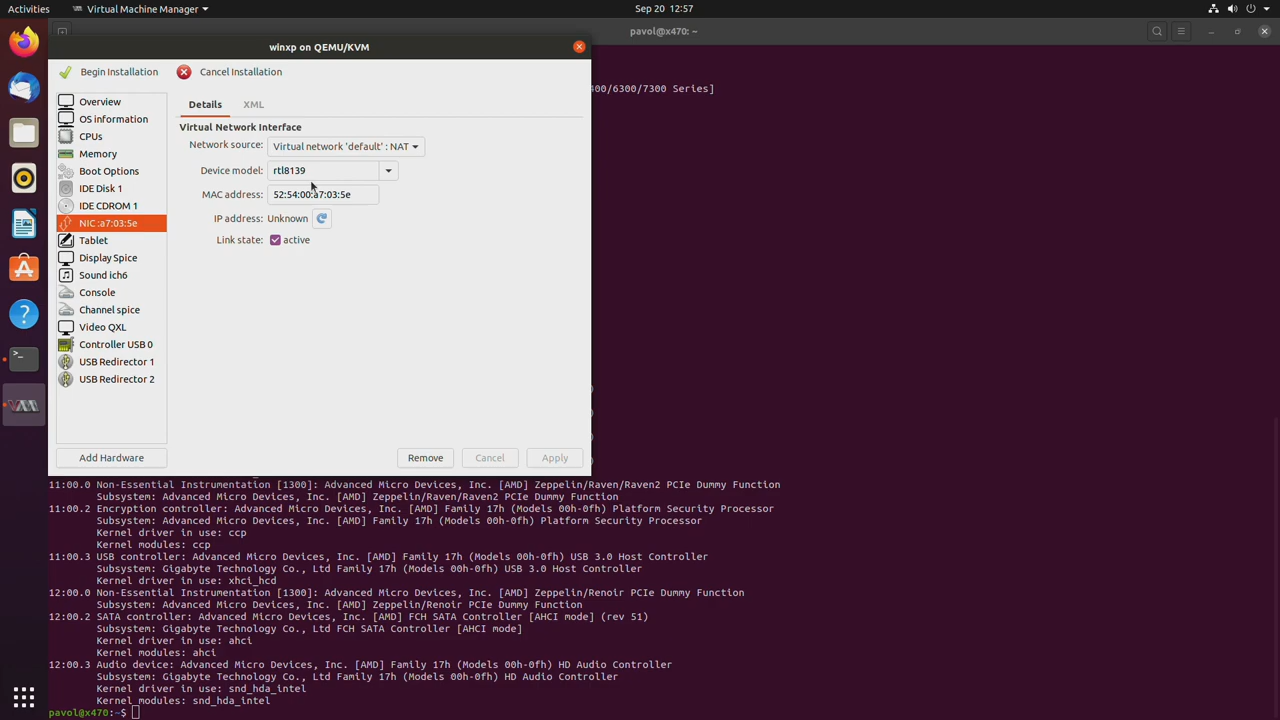 Activities
Virtual Machine Manager
Sep 20 12:57
pavol@x470: ~
winxp on QEMU/KVM
Begin Installation
Cancel Installation
Overview
OS information
CPUs
Memory
Boot Options
IDE Disk 1
IDE CDROM 1
NIC :a7:03:5e
Tablet
Display Spice
Sound ich6
Console
Channel spice
Video QXL
Controller USB 0
USB Redirector 1
USB Redirector 2
Add Hardware
Details
XML
Virtual Network Interface
Network source: Virtual network 'default' : NAT
Device model: rtl8139
MAC address: 52:54:00:a7:03:5e
IP address: Unknown
Link state: active
Remove
Cancel
Apply
400/6300/7300 Series]
11:00.0 Non-Essential Instrumentation [1300]: Advanced Micro Devices, Inc. [AMD] Zeppelin/Raven/Raven2 PCIe Dummy Function
Subsystem: Advanced Micro Devices, Inc. [AMD] Zeppelin/Raven/Raven2 PCIe Dummy Function
11:00.2 Encryption controller: Advanced Micro Devices, Inc. [AMD] Family 17h (Models 00h-0fh) Platform Security Processor
Subsystem: Advanced Micro Devices, Inc. [AMD] Family 17h (Models 00h-0fh) Platform Security Processor
Kernel driver in use: ccp
Kernel modules: ccp
11:00.3 USB controller: Advanced Micro Devices, Inc. [AMD] Family 17h (Models 00h-0fh) USB 3.0 Host Controller
Subsystem: Gigabyte Technology Co., Ltd Family 17h (Models 00h-0fh) USB 3.0 Host Controller
Kernel driver in use: xhci_hcd
12:00.0 Non-Essential Instrumentation [1300]: Advanced Micro Devices, Inc. [AMD] Zeppelin/Renoir PCIe Dummy Function
Subsystem: Advanced Micro Devices, Inc. [AMD] Zeppelin/Renoir PCIe Dummy Function
12:00.2 SATA controller: Advanced Micro Devices, Inc. [AMD] FCH SATA Controller [AHCI mode] (rev 51)
Subsystem: Gigabyte Technology Co., Ltd FCH SATA Controller [AHCI mode]
Kernel driver in use: ahci
Kernel modules: ahci
12:00.3 Audio device: Advanced Micro Devices, Inc. [AMD] Family 17h (Models 00h-0fh) HD Audio Controller
Subsystem: Gigabyte Technology Co., Ltd Family 17h (Models 00h-0fh) HD Audio Controller
Kernel driver in use: snd_hda_intel
Kernel modules: snd_hda_intel
pavol@x470:~$